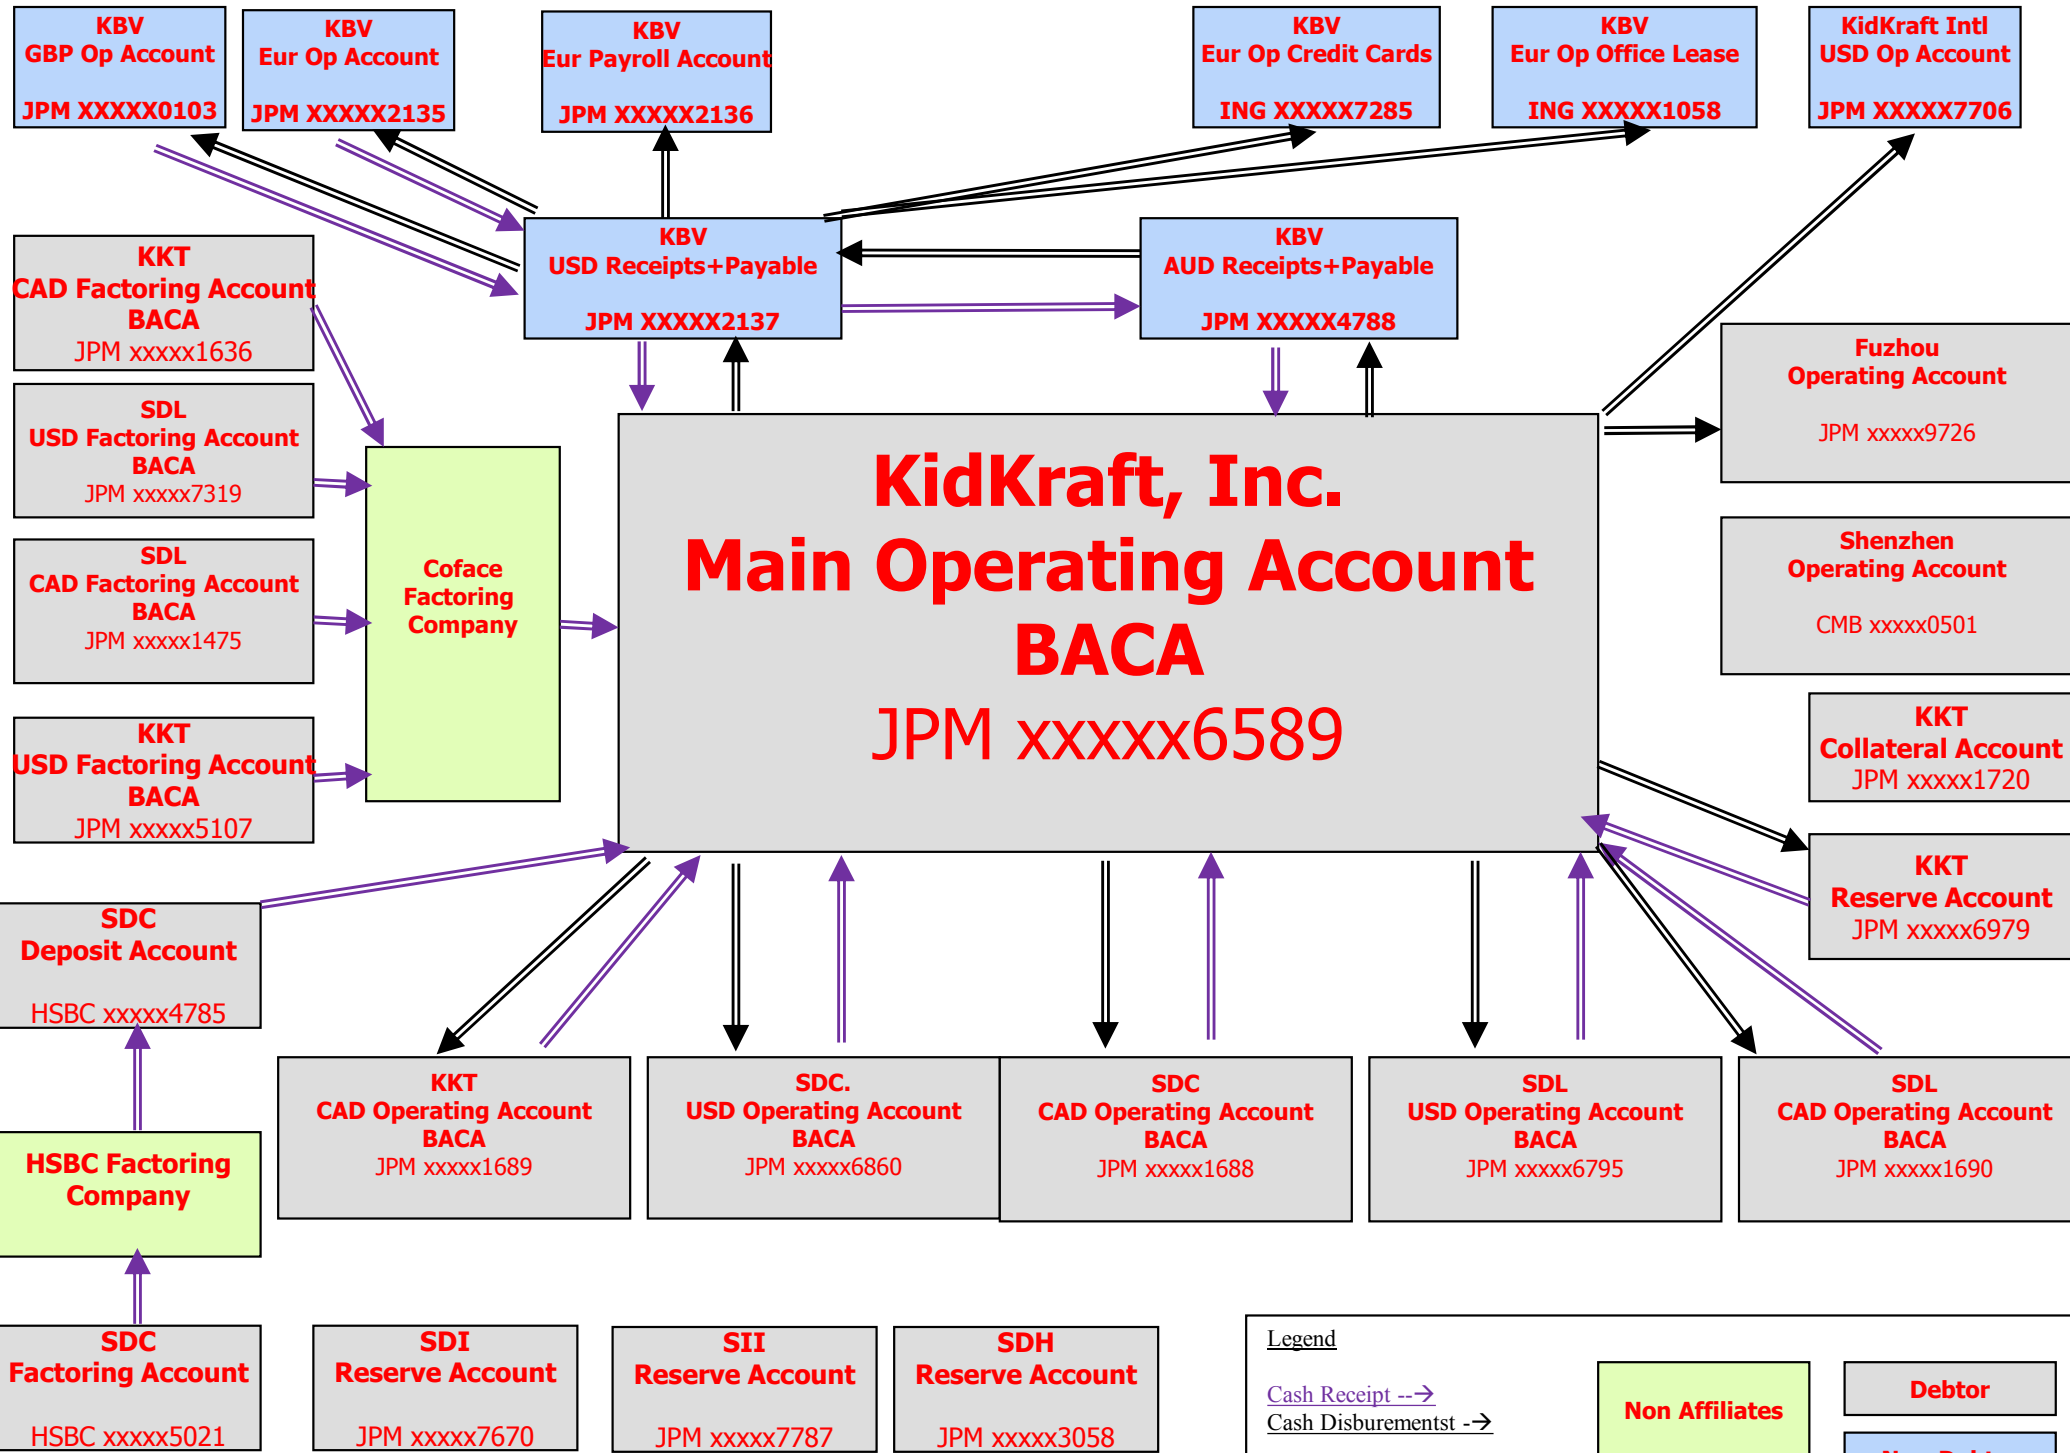 KBV
GBP Op Account
JPM XXXXX0103
KBV
Eur Op Account
JPM XXXXX2135
KBV
Eur Payroll Account
JPM XXXXX2136
KBV
Eur Op Credit Cards
ING XXXXX7285
KBV
Eur Op Office Lease
ING XXXXX1058
KidKraft Intl
USD Op Account
JPM XXXXX7706
KBV
USD Receipts+Payable
JPM XXXXX2137
KBV
AUD Receipts+Payable
JPM XXXXX4788
KKT
CAD Factoring Account
BACA
JPM xxxxx1636
SDL
USD Factoring Account
BACA
JPM xxxxx7319
SDL
CAD Factoring Account
BACA
JPM xxxxx1475
KKT
USD Factoring Account
BACA
JPM xxxxx5107
Coface
Factoring
Company
KidKraft, Inc.
Main Operating Account
BACA
JPM xxxxx6589
Fuzhou
Operating Account
JPM xxxxx9726
Shenzhen
Operating Account
CMB xxxxx0501
KKT
Collateral Account
JPM xxxxx1720
KKT
Reserve Account
JPM xxxxx6979
SDC
Deposit Account
HSBC xxxxx4785
HSBC Factoring
Company
KKT
CAD Operating Account
BACA
JPM xxxxx1689
SDC.
USD Operating Account
BACA
JPM xxxxx6860
SDC
CAD Operating Account
BACA
JPM xxxxx1688
SDL
USD Operating Account
BACA
JPM xxxxx6795
SDL
CAD Operating Account
BACA
JPM xxxxx1690
SDC
Factoring Account
HSBC xxxxx5021
SDI
Reserve Account
JPM xxxxx7670
SII
Reserve Account
JPM xxxxx7787
SDH
Reserve Account
JPM xxxxx3058
Legend
Cash Receipt --→
Cash Disburementst -→
Non Affiliates
Debtor